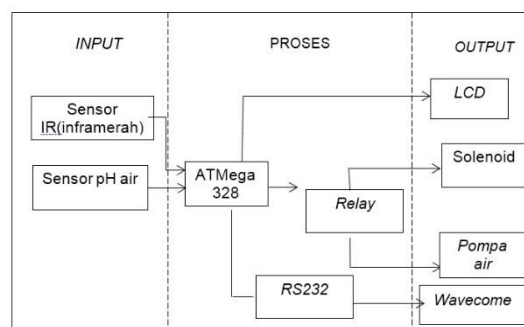 INPUT
PROSES
OUTPUT
Sensor
IR(inframerah)
Sensor pH air
ATMega
328
Relay
RS232
LCD
Solenoid
Pompa
air
Wavecome